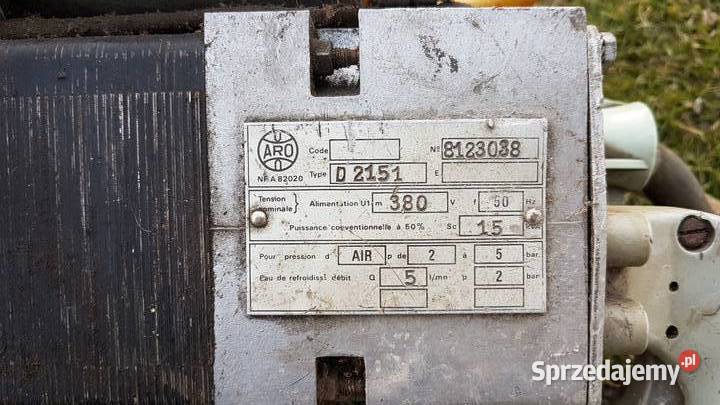 ARO
NF A 82020
Code
Nº 8123038
Type D 2151 E
Tension nominale } Alimentation U1 m 380 V f 50 Hz
Puissance conventionnelle à 50% Sc 15
Pour pression d AIR p de 2 à 5 bar
Eau de refroidisst débit Q 5 l/mn p 2 bar
Sprzedajemy.pl